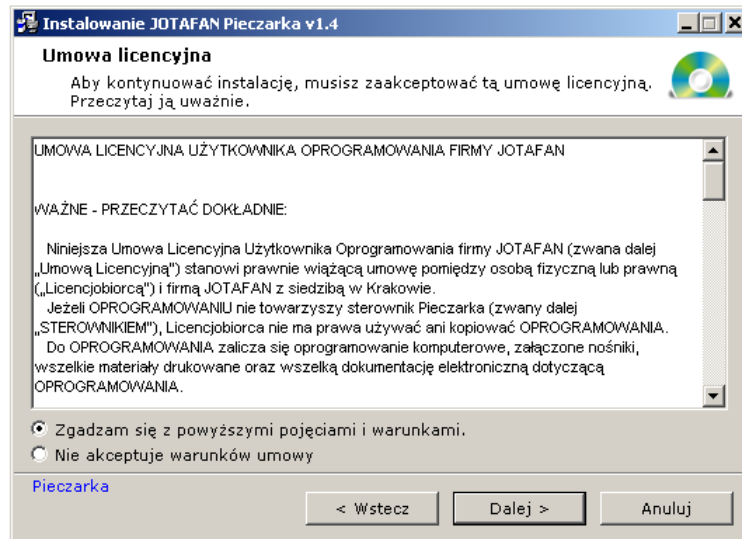 Instalowanie JOTAFAN Pieczarka v1.4
Umowa licencyjna
Aby kontynuować instalację, musisz zaakceptować tą umowę licencyjną.
Przeczytaj ją uważnie.
UMOWA LICENCYJNA UŻYTKOWNIKA OPROGRAMOWANIA FIRMY JOTAFAN
WAŻNE - PRZECZYTAĆ DOKŁADNIE:
Niniejsza Umowa Licencyjna Użytkownika Oprogramowania firmy JOTAFAN (zwana dalej
„Umową Licencyjną”) stanowi prawnie wiążącą umowę pomiędzy osobą fizyczną lub prawną
(„Licencjobiorcą”) i firmą JOTAFAN z siedzibą w Krakowie.
Jeżeli OPROGRAMOWANIU nie towarzyszy sterownik Pieczarka (zwany dalej
„STEROWNIKIEM”), Licencjobiorca nie ma prawa używać ani kopiować OPROGRAMOWANIA.
Do OPROGRAMOWANIA zalicza się oprogramowanie komputerowe, załączone nośniki,
wszelkie materiały drukowane oraz wszelką dokumentację elektroniczną dotyczącą
OPROGRAMOWANIA.
Zgadzam się z powyższymi pojęciami i warunkami.
Nie akceptuje warunków umowy
Pieczarka
< Wstecz
Dalej >
Anuluj